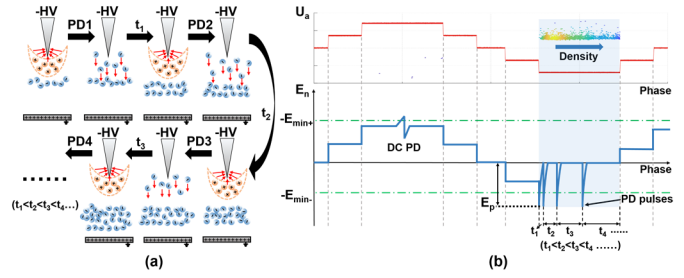 -HV PD1 -HV t₁ -HV PD2 -HV
t₂
-HV PD4 -HV t₃ -HV PD3 -HV
......
(t₁<t₂<t₃<t₄...)
(a)
Uₐ
Density
Phase
Eₙ
-Eₘᵢₙ₊
DC PD
Phase
-Eₘᵢₙ₋
Eₚ
PD pulses
t₁ t₂ t₃ t₄ ......
(t₁<t₂<t₃<t₄ ......)
(b)